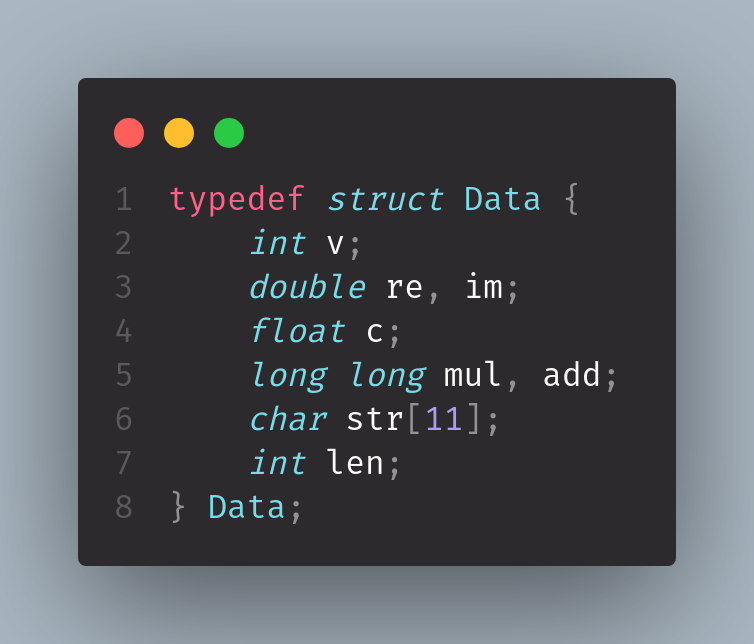 1 typedef struct Data {
2     int v;
3     double re, im;
4     float c;
5     long long mul, add;
6     char str[11];
7     int len;
8 } Data;